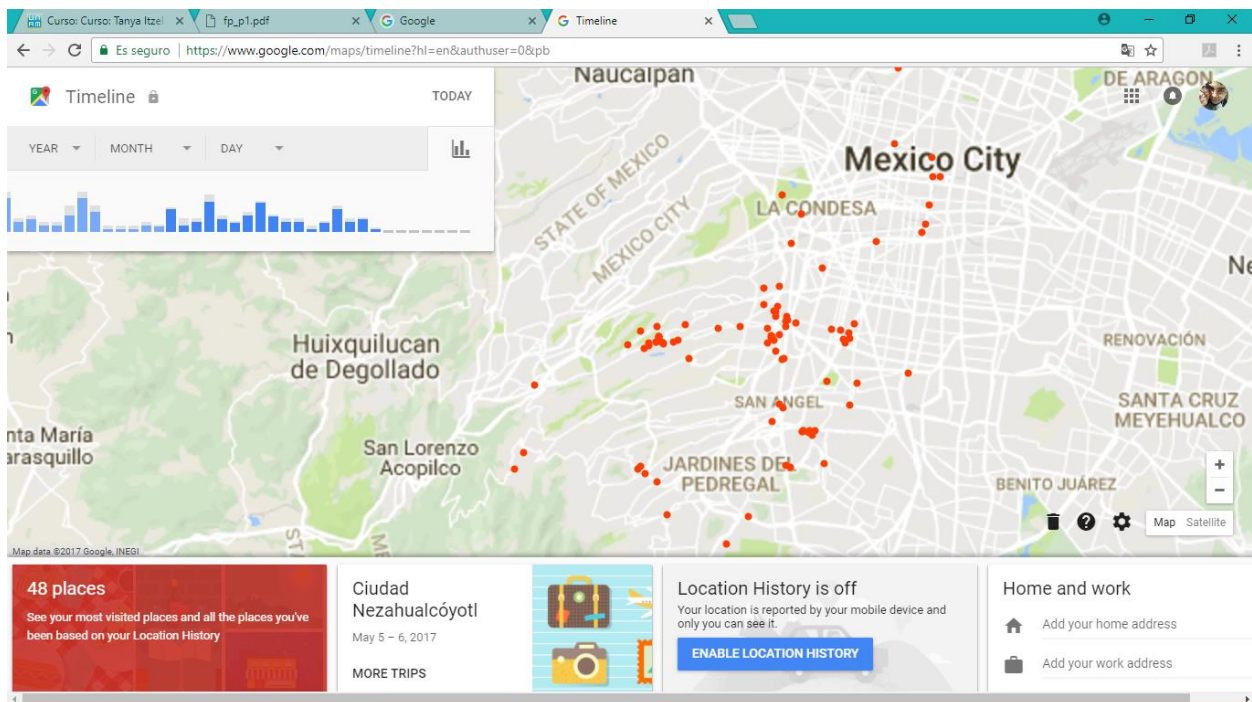 Curso: Curso: Tanya Itzel
fp_p1.pdf
Google
Timeline
Es seguro
https://www.google.com/maps/timeline?hl=en&authuser=0&pb
Timeline
TODAY
YEAR
MONTH
DAY
Naucalpan
DE ARAGON
Mexico City
STATE OF MEXICO
MEXICO CITY
LA CONDESA
Huixquilucan
de Degollado
RENOVACIÓN
SAN ANGEL
SANTA CRUZ
MEYEHUALCO
nta María
arasquillo
San Lorenzo
Acopilco
JARDINES DEL
PEDREGAL
BENITO JUÁREZ
Map
Satellite
Map data ©2017 Google, INEGI
48 places
See your most visited places and all the places you've
been based on your Location History
Ciudad
Nezahualcóyotl
May 5 – 6, 2017
MORE TRIPS
Location History is off
Your location is reported by your mobile device and
only you can see it.
ENABLE LOCATION HISTORY
Home and work
Add your home address
Add your work address